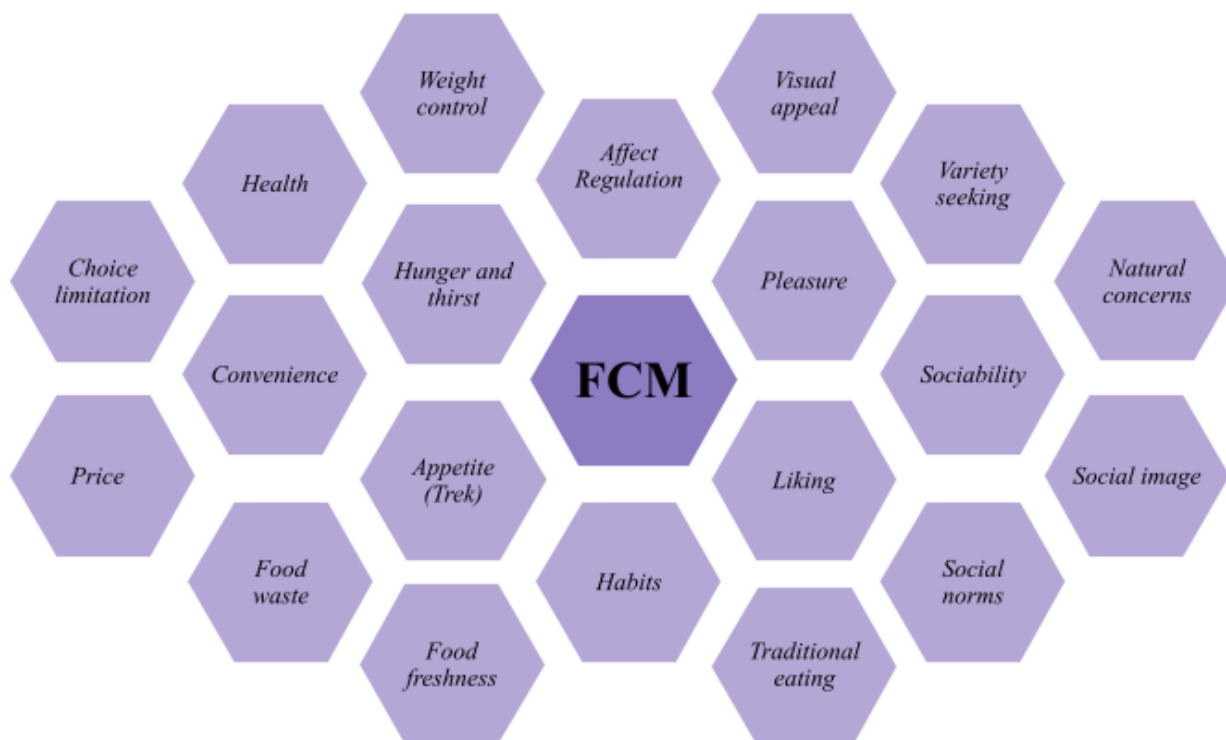 Weight
control
Visual
appeal
Affect
Regulation
Health
Variety
seeking
Choice
limitation
Hunger and
thirst
Pleasure
Natural
concerns
Convenience
FCM
Sociability
Price
Appetite
(Trek)
Liking
Social image
Food
waste
Habits
Social
norms
Food
freshness
Traditional
eating